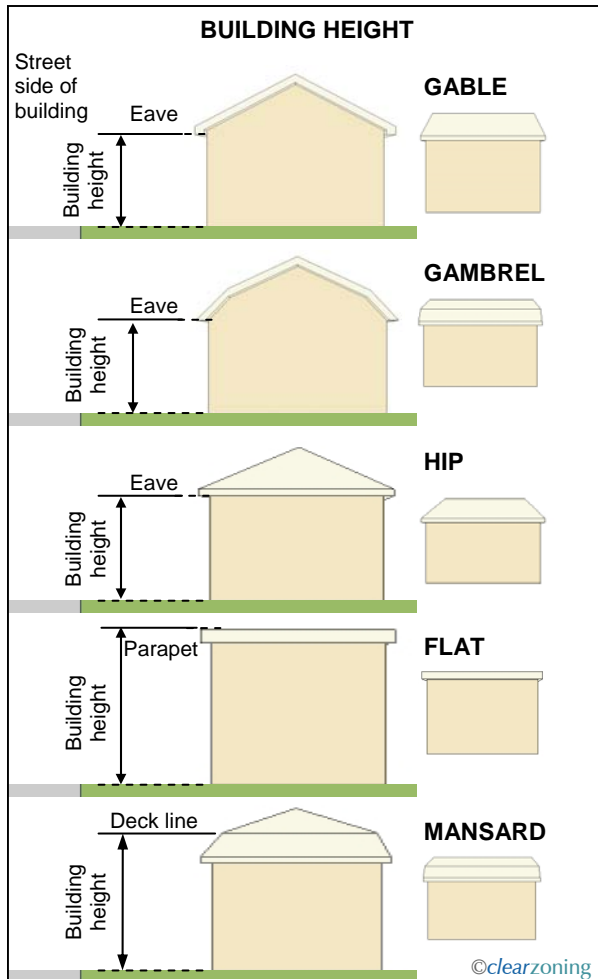 BUILDING HEIGHT
Street
side of
building
Eave
GABLE
Building
height
Eave
GAMBREL
Building
height
Eave
HIP
Building
height
Parapet
FLAT
Building
height
Deck line
MANSARD
Building
height
©clearzoning